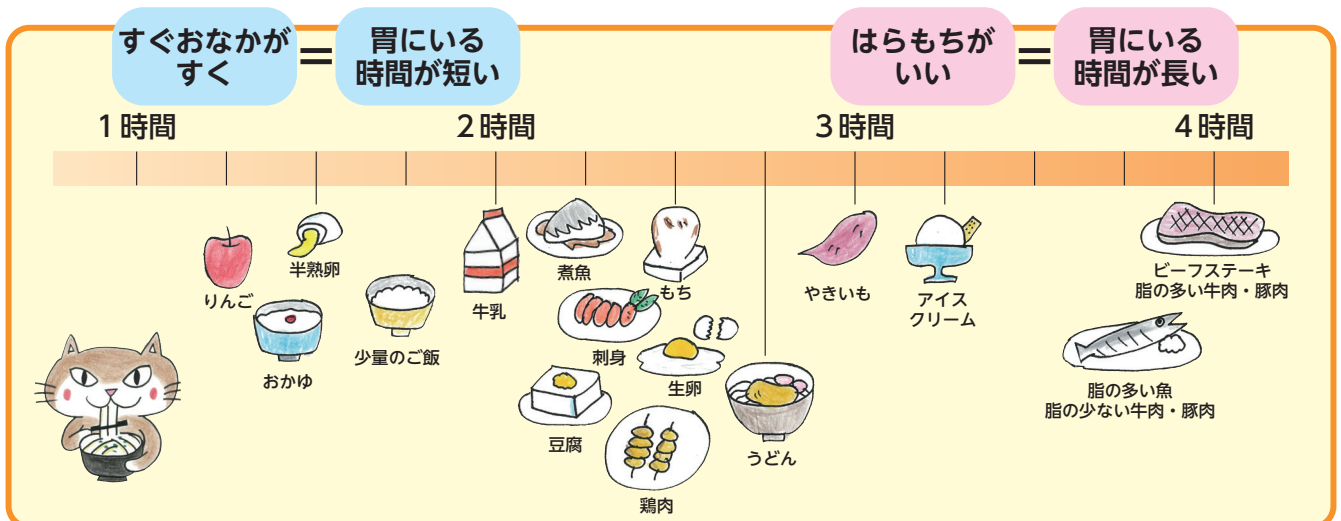 すぐおなかが
すく
＝
胃にいる
時間が短い
はらもちが
いい
＝
胃にいる
時間が長い
1時間
2時間
3時間
4時間
りんご
半熟卵
おかゆ
少量のご飯
牛乳
煮魚
刺身
豆腐
鶏肉
もち
生卵
うどん
やきいも
アイス
クリーム
ビーフステーキ
脂の多い牛肉・豚肉
脂の多い魚
脂の少ない牛肉・豚肉